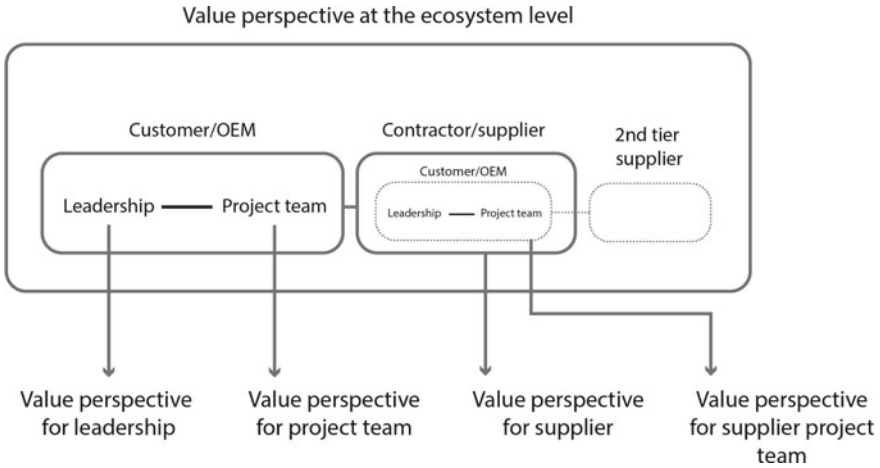 Value perspective at the ecosystem level
Customer/OEM
Contractor/supplier
2nd tier
supplier
Customer/OEM
Leadership
Project team
Leadership
Project team
Value perspective
for leadership
Value perspective
for project team
Value perspective
for supplier
Value perspective
for supplier project
team